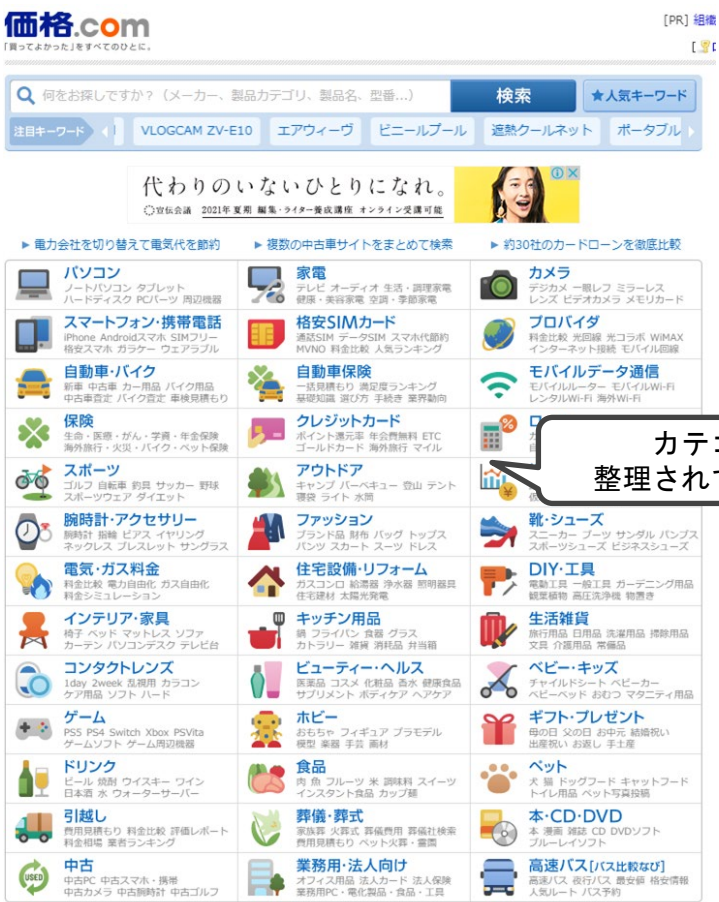 価格.com
「買ってよかった」をすべてのひとに。
[PR] 組織
何をお探しですか？（メーカー、製品カテゴリ、製品名、型番...）
検索
★人気キーワード
注目キーワード
VLOGCAM ZV-E10
エアウィーヴ
ビニールプール
遮熱クールネット
ポータブル
代わりのいないひとりになれ。
宣伝会議 2021年夏期 編集・ライター養成講座 オンライン受講可能
▶ 電力会社を切り替えて電気代を節約
▶ 複数の中古車サイトをまとめて検索
▶ 約30社のカードローンを徹底比較
パソコン
ノートパソコン タブレット
ハードディスク PCパーツ 周辺機器
家電
テレビ オーディオ 生活・調理家電
健康・美容家電 空調・季節家電
カメラ
デジカメ 一眼レフ ミラーレス
レンズ ビデオカメラ メモリカード
スマートフォン・携帯電話
iPhone Androidスマホ SIMフリー
格安スマホ ガラケー ウェアラブル
格安SIMカード
通話SIM データSIM スマホ代節約
MVNO 料金比較 人気ランキング
プロバイダ
料金比較 光回線 光コラボ WiMAX
インターネット接続 モバイル回線
自動車・バイク
新車 中古車 カー用品 バイク用品
中古車査定 バイク査定 車検見積もり
自動車保険
一括見積もり 満足度ランキング
基礎知識 選び方 手続き 業界動向
モバイルデータ通信
モバイルルーター モバイルWi-Fi
レンタルWi-Fi 海外Wi-Fi
保険
生命・医療・がん・学資・年金保険
海外旅行・火災・バイク・ペット保険
クレジットカード
ポイント還元率 年会費無料 ETC
ゴールドカード 海外旅行 マイル
カテ
整理されて
スポーツ
ゴルフ 自転車 釣具 サッカー 野球
スポーツウェア ダイエット
アウトドア
キャンプ バーベキュー 登山 テント
寝袋 ライト 水筒
腕時計・アクセサリー
腕時計 指輪 ピアス イヤリング
ネックレス ブレスレット サングラス
ファッション
ブランド品 財布 バッグ トップス
パンツ スカート スーツ ドレス
靴・シューズ
スニーカー ブーツ サンダル パンプス
スポーツシューズ ビジネスシューズ
電気・ガス料金
料金比較 電力自由化 ガス自由化
料金シミュレーション
住宅設備・リフォーム
ガスコンロ 給湯器 浄水器 照明器具
住宅建材 太陽光発電
DIY・工具
電動工具 一般工具 ガーデニング用品
観葉植物 高圧洗浄機 物置き
インテリア・家具
椅子 ベッド マットレス ソファ
カーテン パソコンデスク テレビ台
キッチン用品
鍋 フライパン 食器 グラス
カトラリー 雑貨 消耗品 弁当箱
生活雑貨
旅行用品 日用品 洗濯用品 掃除用品
文具 介護用品 常備品
コンタクトレンズ
1day 2week 乱視用 カラコン
ケア用品 ソフト ハード
ビューティー・ヘルス
医薬品 コスメ 化粧品 香水 健康食品
サプリメント ボディケア ヘアケア
ベビー・キッズ
チャイルドシート ベビーカー
ベビーベッド おむつ マタニティ用品
ゲーム
PS5 PS4 Switch Xbox PSVita
ゲームソフト ゲーム周辺機器
ホビー
おもちゃ フィギュア プラモデル
模型 楽器 手芸 画材
ギフト・プレゼント
母の日 父の日 お中元 結婚祝い
出産祝い お返し 手土産
ドリンク
ビール 焼酎 ウイスキー ワイン
日本酒 水 ウォーターサーバー
食品
肉 魚 フルーツ 米 調味料 スイーツ
インスタント食品 カップ麺
ペット
犬 猫 ドッグフード キャットフード
トイレ用品 ペット写真投稿
引越し
費用見積もり 料金比較 評価レポート
料金相場 業者ランキング
葬儀・葬式
家族葬 火葬式 葬儀費用 葬儀社検索
費用見積もり ペット火葬・霊園
本・CD・DVD
本 漫画 雑誌 CD DVDソフト
ブルーレイソフト
中古
USED
中古PC 中古スマホ・携帯
中古カメラ 中古腕時計 中古ゴルフ
業務用・法人向け
オフィス用品 法人カード 法人保険
業務用PC・電化製品・食品・工具
高速バス[バス比較なび]
高速バス 夜行バス 最安値 格安情報
人気ルート バス予約